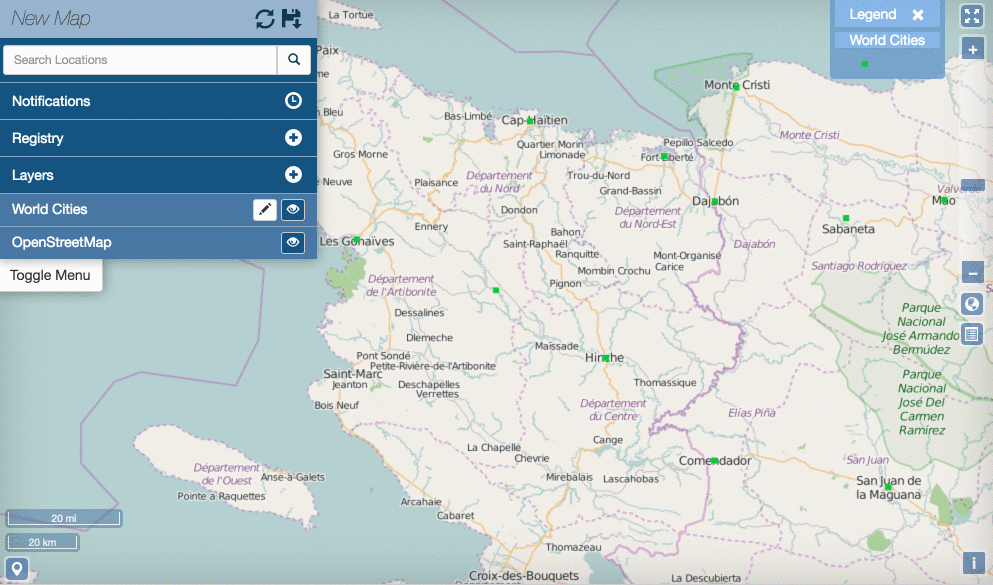 New Map
Search Locations
Notifications
Registry
Layers
World Cities
OpenStreetMap
Toggle Menu
Legend
World Cities
La Tortue
Paix
Bas-Limbé
Cap-Haïtien
Monte Cristi
Quartier Morin
Limonade
Pepillo Salcedo
Monte Cristi
Gros Morne
Fort-Liberté
Plaisance
Département
du Nord
Trou-du-Nord
Grand-Bassin
Dajabón
Mao
Dondon
Département
du Nord-Est
Ennery
Bahon
Sabaneta
Les Gonaïves
Saint-Raphaël
Ranquitte
Dajabón
Mont-Organisé
Carice
Mombin Crochu
Santiago Rodriguez
Département
de l'Artibonite
Pignon
Dessalines
Parque
Nacional
José Armando
Bermúdez
Dlemeche
Maïssade
Pont Sondé
Petite-Rivière-de-l'Artibonite
Hinche
Saint-Marc
Jeanton
Deschapelles
Verrettes
Thomassique
Parque
Nacional
José Del
Carmen
Ramírez
Bois Neuf
Département
du Centre
Elías Piña
Cange
La Chapelle
Chevrie
Comendador
San Juan
Département
de l'Ouest
Anse-à-Galets
Mirebalais
Lascahobas
San Juan de
la Maguana
Pointe à Raquettes
Arcahaie
Cabaret
20 mi
20 km
Thomazeau
Croix-des-Bouquets
La Descubierta